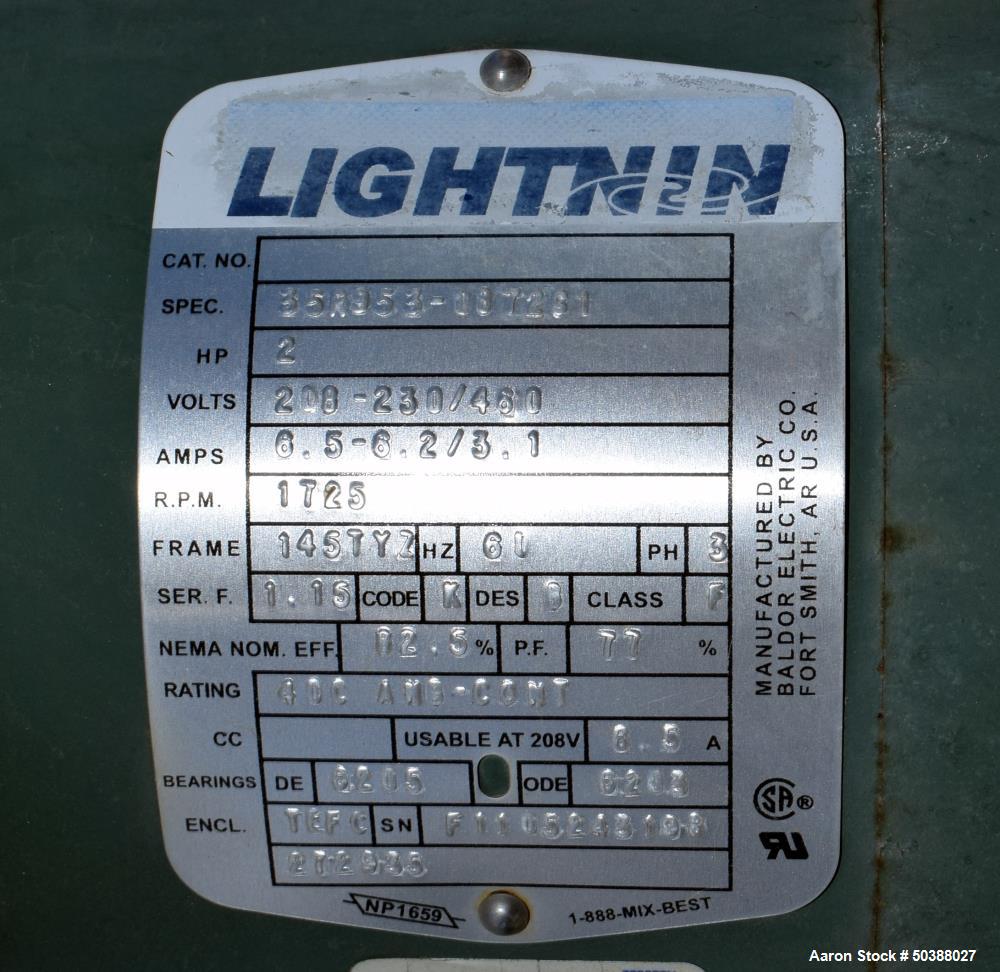 LIGHTNIN
CAT. NO.
SPEC.
HP 2
VOLTS 208-230/460
AMPS 6.5-6.2/3.1
R.P.M. 1725
FRAME 145TYZ HZ 60 PH 3
SER. F. 1.15 CODE K DES B CLASS F
NEMA NOM. EFF. % P.F. 77 %
RATING 40C AMB-CONT
CC USABLE AT 208V 6.5 A
BEARINGS DE 6205 ODE 6203
ENCL. TEFC SN
NP1659
1-888-MIX-BEST
MANUFACTURED BY
BALDOR ELECTRIC CO.
FORT SMITH, AR U.S.A.
SA ®
Aaron Stock # 50388027